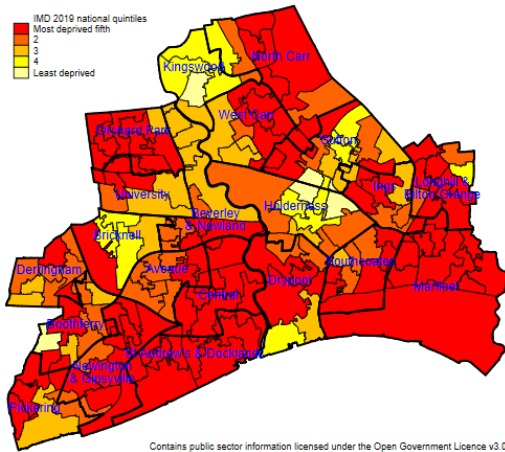 IMD 2019 national quintiles
Most deprived fifth
2
3
4
Least deprived
North Carr
Kingswood
West Carr
Orchard Park
Sutton
University
Ings
Longhill &
Bilton Grange
Holderness
Beverley
& Newland
Bricknell
Derringham
Avenue
Southcoates
Drypool
Central
Marfleet
Boothferry
St Andrew's & Docklands
Newington
& Gipsyville
Pickering
Contains public sector information licensed under the Open Government Licence v3.0